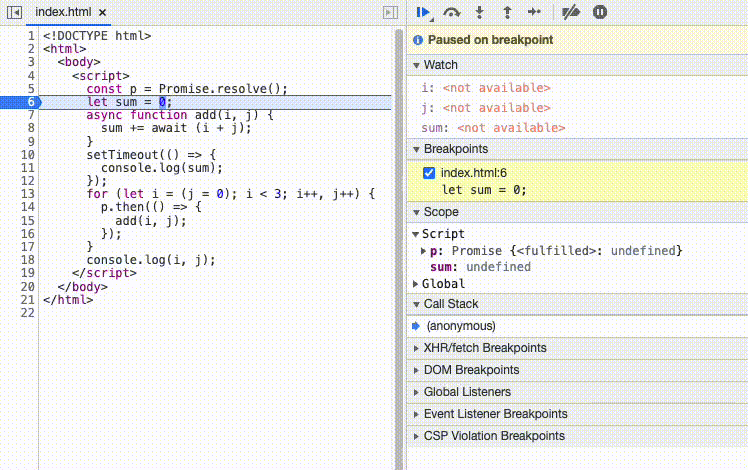 index.html ×
1 <!DOCTYPE html>
2 <html>
3 <body>
4 <script>
5 const p = Promise.resolve();
6 let sum = 0;
7 async function add(i, j) {
8 sum += await (i + j);
9 }
10 setTimeout(() => {
11 console.log(sum);
12 });
13 for (let i = (j = 0); i < 3; i++, j++) {
14 p.then(() => {
15 add(i, j);
16 });
17 }
18 console.log(i, j);
19 </script>
20 </body>
21 </html>
22
Paused on breakpoint
Watch
i: <not available>
j: <not available>
sum: <not available>
Breakpoints
index.html:6
let sum = 0;
Scope
Script
p: Promise {<fulfilled>: undefined}
sum: undefined
Global
Call Stack
(anonymous)
XHR/fetch Breakpoints
DOM Breakpoints
Global Listeners
Event Listener Breakpoints
CSP Violation Breakpoints